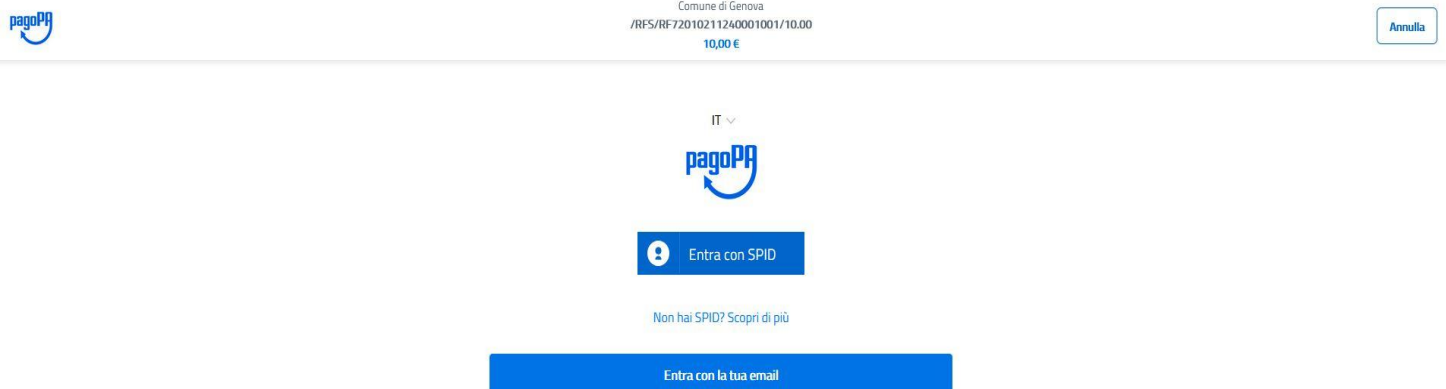 pagoPA
Comune di Genova
/RFS/RF72010211240001001/10.00
10,00 €
Annulla
IT
pagoPA
Entra con SPID
Non hai SPID? Scopri di più
Entra con la tua email